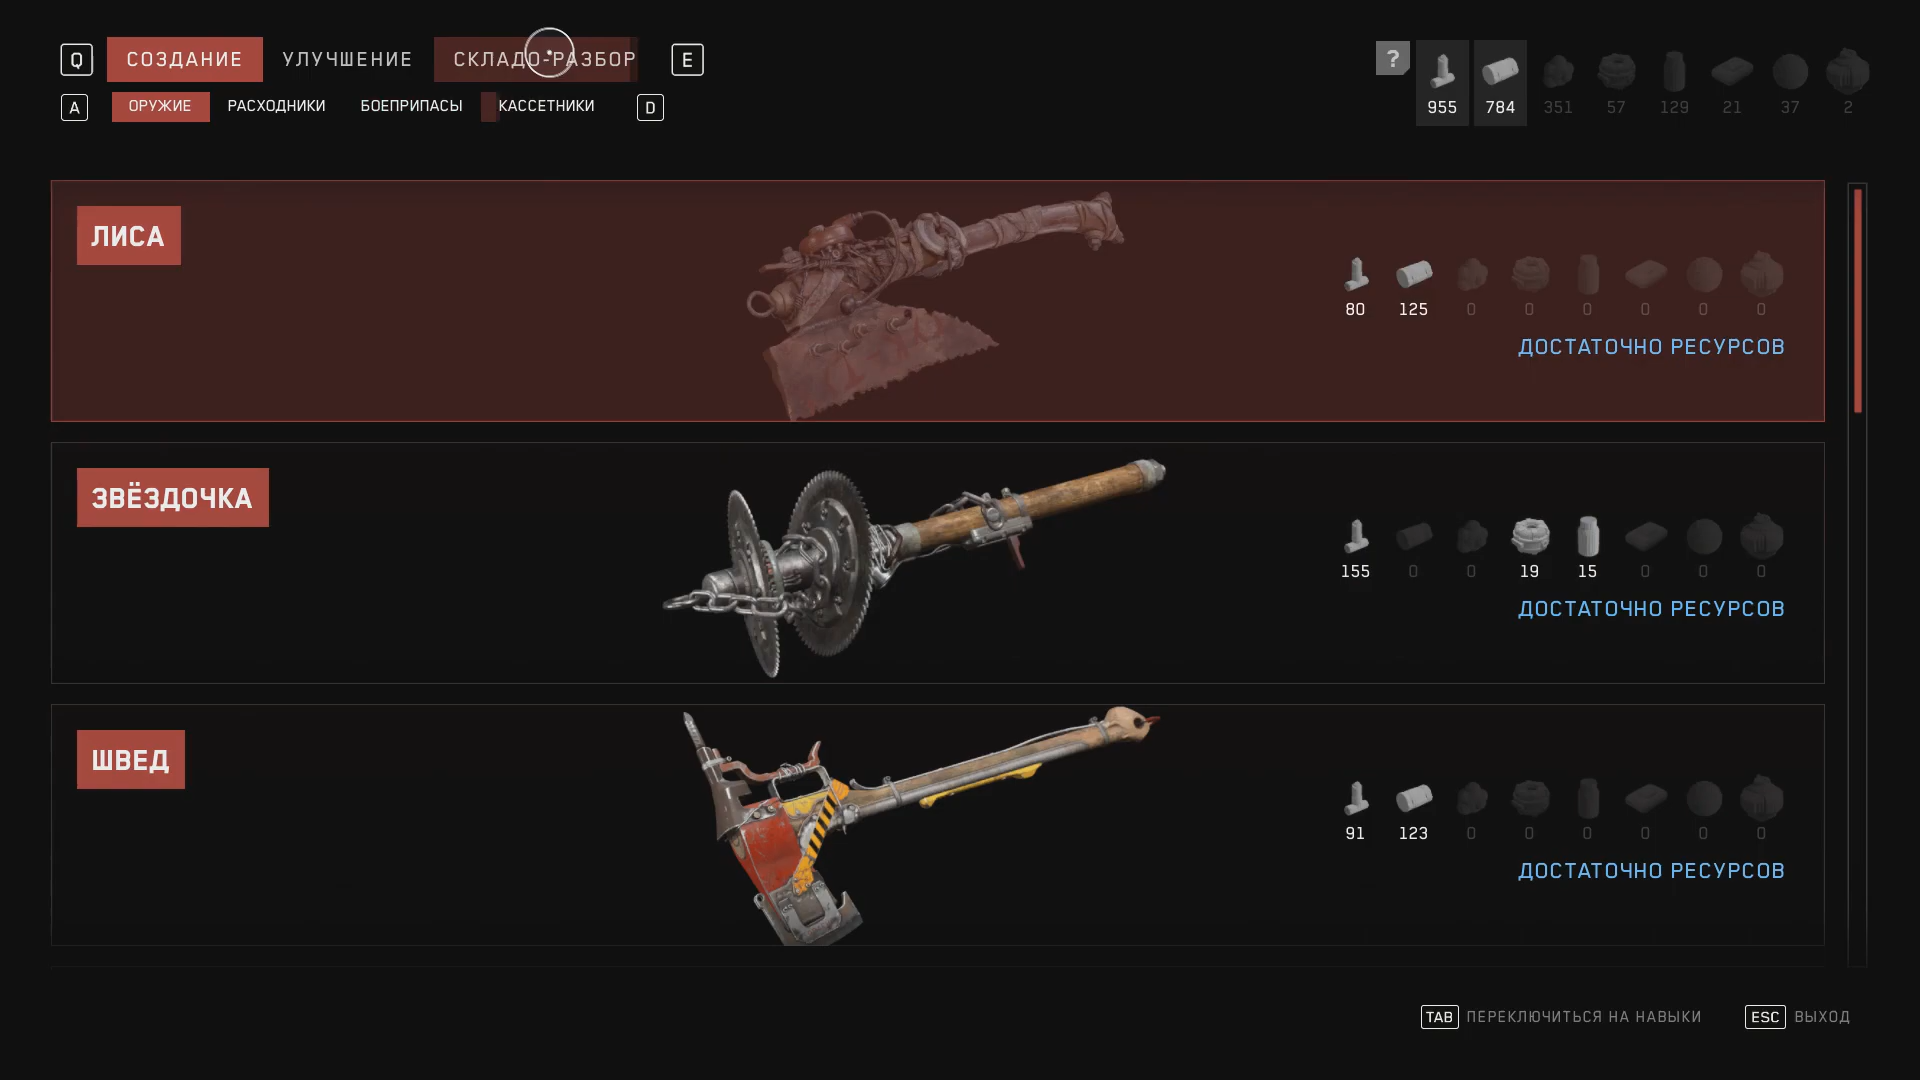 Q СОЗДАНИЕ УЛУЧШЕНИЕ СКЛАДО-РАЗБОР E
A ОРУЖИЕ РАСХОДНИКИ БОЕПРИПАСЫ КАССЕТНИКИ D
?
955 784 351 57 129 21 37 2
ЛИСА
80 125 0 0 0 0 0 0
ДОСТАТОЧНО РЕСУРСОВ
ЗВЁЗДОЧКА
155 0 0 19 15 0 0 0
ДОСТАТОЧНО РЕСУРСОВ
ШВЕД
91 123 0 0 0 0 0 0
ДОСТАТОЧНО РЕСУРСОВ
TAB ПЕРЕКЛЮЧИТЬСЯ НА НАВЫКИ ESC ВЫХОД